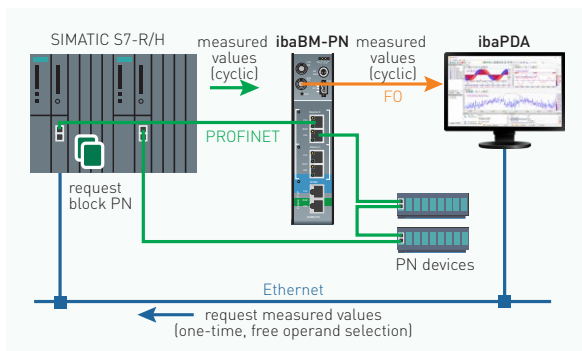 SIMATIC S7-R/H
measured
values
(cyclic)
ibaBM-PN
measured
values
(cyclic)
ibaPDA
FO
PROFINET
request
block PN
PN devices
Ethernet
request measured values
(one-time, free operand selection)